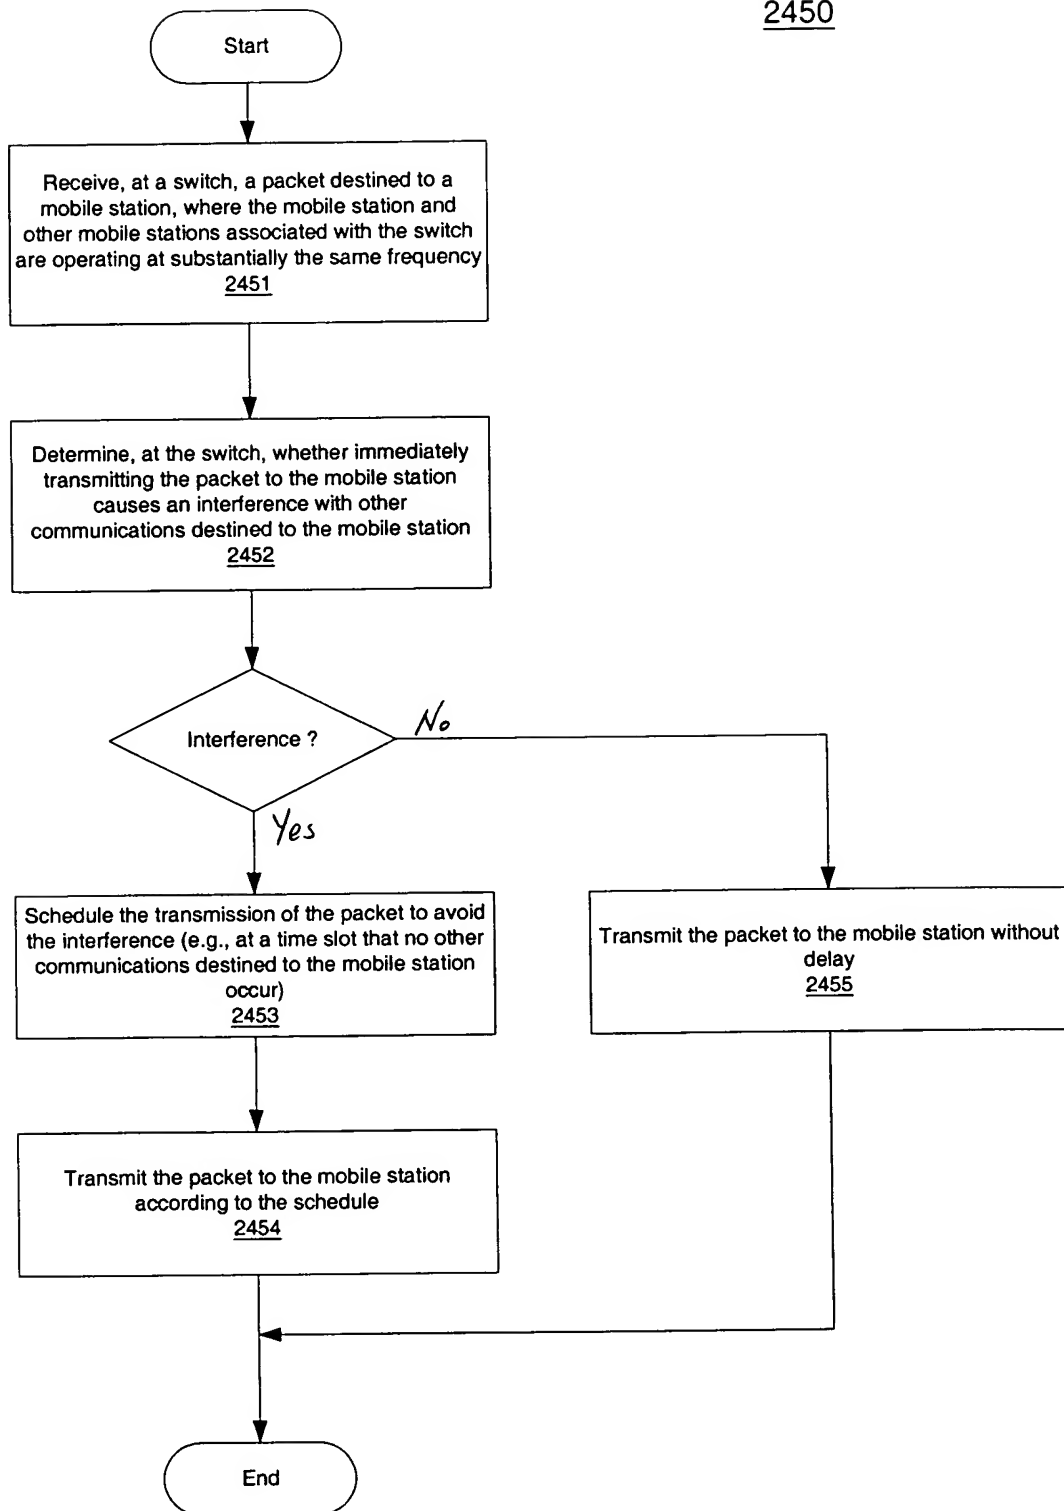 2450
Start
Receive, at a switch, a packet destined to a
mobile station, where the mobile station and
other mobile stations associated with the switch
are operating at substantially the same frequency
2451
Determine, at the switch, whether immediately
transmitting the packet to the mobile station
causes an interference with other
communications destined to the mobile station
2452
Interference ?
No
Yes
Schedule the transmission of the packet to avoid
the interference (e.g., at a time slot that no other
communications destined to the mobile station
occur)
2453
Transmit the packet to the mobile station without
delay
2455
Transmit the packet to the mobile station
according to the schedule
2454
End